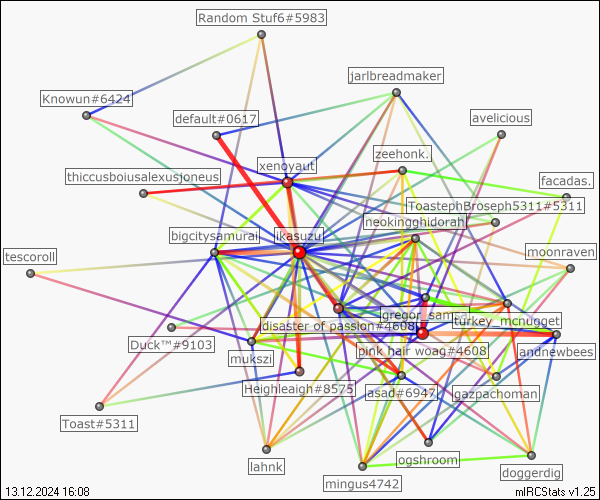 Random Stuf6#5983
jarlbreadmaker
Knowun#6424
default#0617
avelicious
zeehonk.
xenoyaut
thiccusboiusalexusjoneus
facadas.
ToastephBroseph5311#5311
neokingghidorah
bigcitysamurai
ikasuzu
tescoroll
moonraven
gregor_samsa
turkey_mcnugget
disaster of passion#4608
Duck™#9103
mukszi
pink hair woag#4608
andnewbees
Heighleaigh#8575
jasad#6947
gazpachoman
Toast#5311
lahnk
ogshroom
mingus4742
doggerdig
13.12.2024 16:08
mIRCStats v1.25